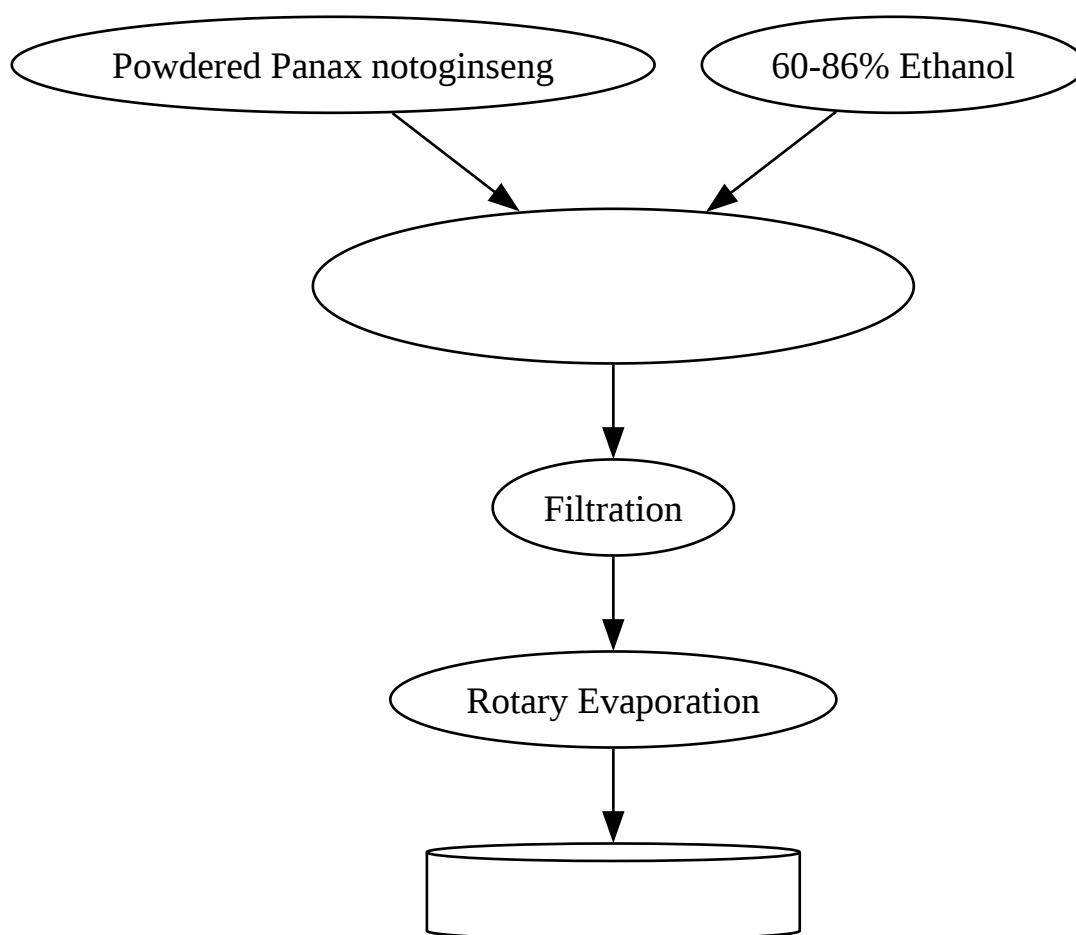 Powdered Panax notoginseng
60-86% Ethanol
Filtration
Rotary Evaporation